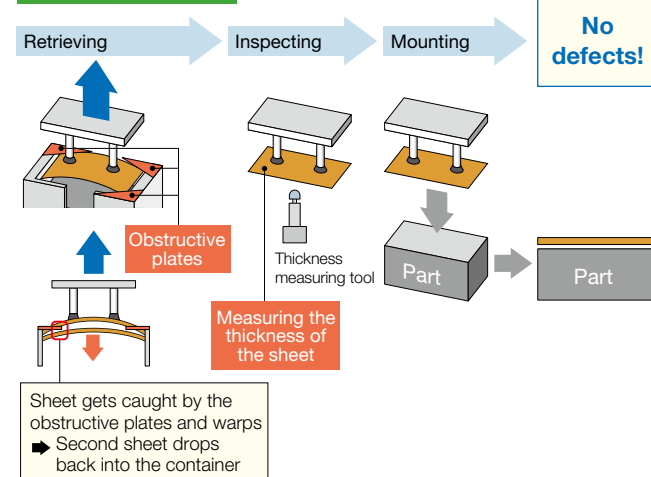 Retrieving
Inspecting
Mounting
No
defects!
Obstructive
plates
Thickness
measuring tool
Measuring the
thickness of
the sheet
Part
Part
Sheet gets caught by the
obstructive plates and warps
➡ Second sheet drops
back into the container